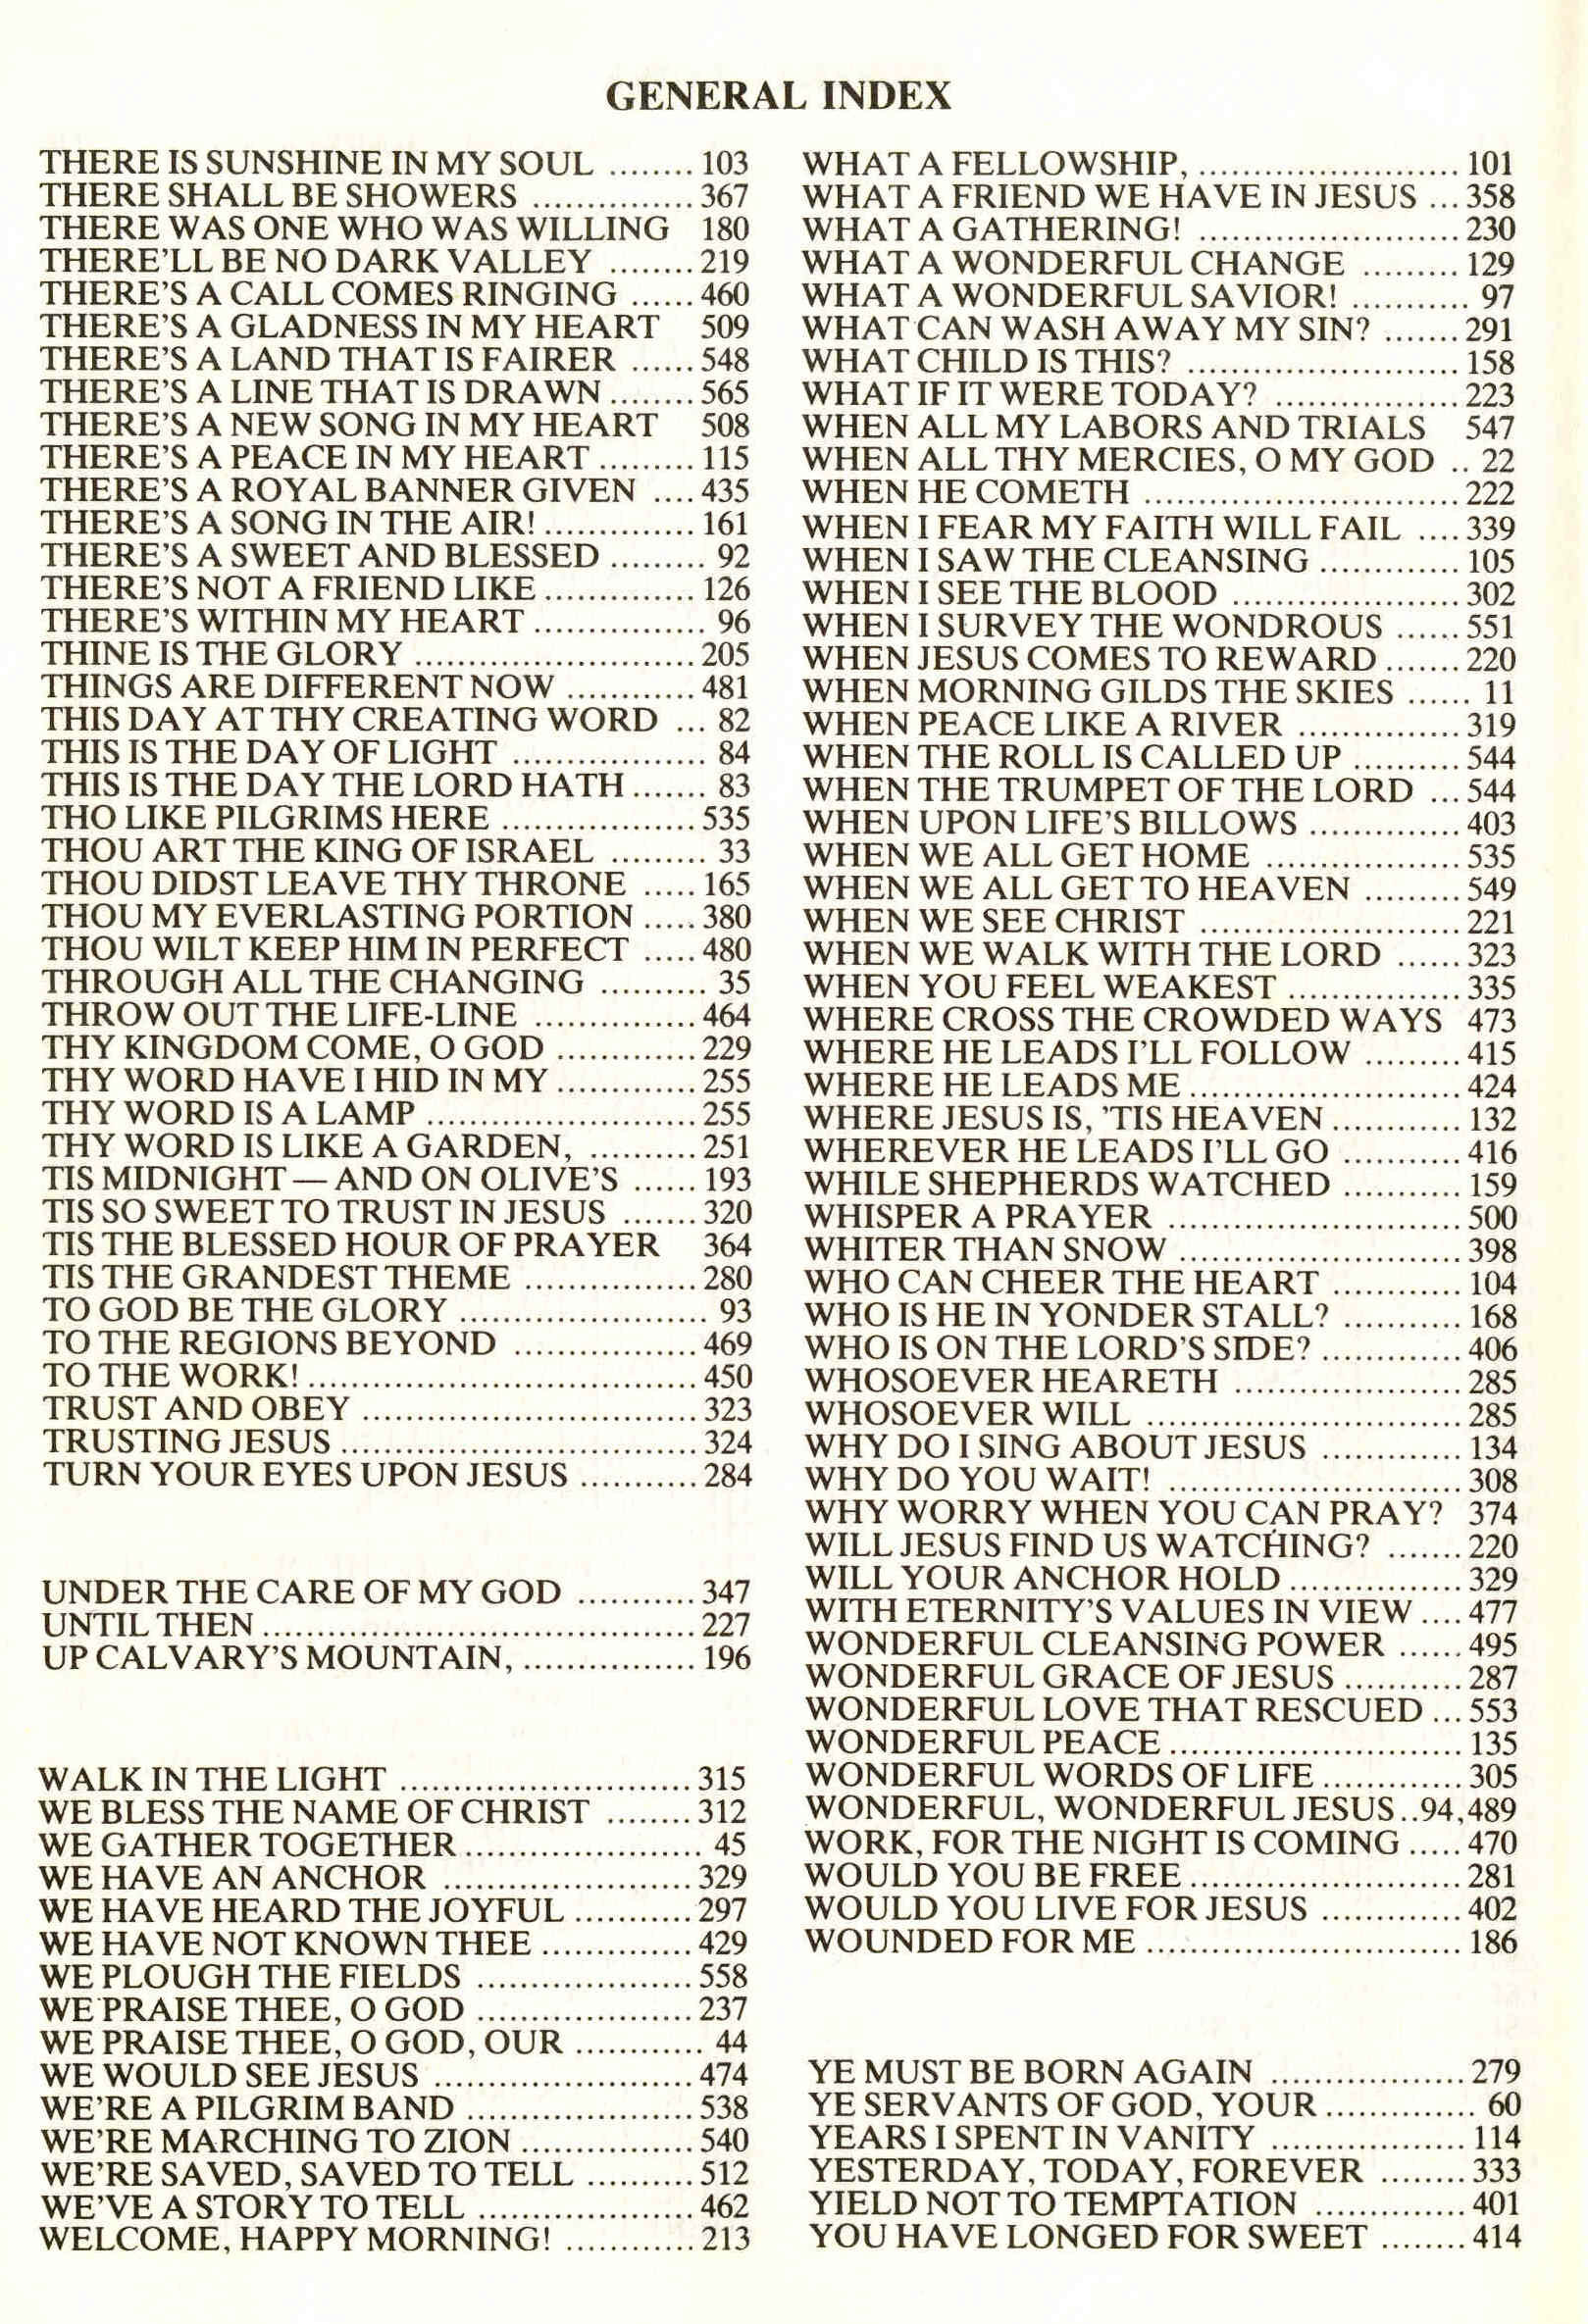 GENERAL INDEX
THERE IS SUNSHINE IN MY SOUL ........ 103
THERE SHALL BE SHOWERS ............... 367
THERE WAS ONE WHO WAS WILLING 180
THERE'LL BE NO DARK VALLEY ........ 219
THERE'S A CALL COMES RINGING ...... 460
THERE'S A GLADNESS IN MY HEART 509
THERE'S A LAND THAT IS FAIRER ...... 548
THERE'S A LINE THAT IS DRAWN ........ 565
THERE'S A NEW SONG IN MY HEART 508
THERE'S A PEACE IN MY HEART ......... 115
THERE'S A ROYAL BANNER GIVEN .... 435
THERE'S A SONG IN THE AIR! .............. 161
THERE'S A SWEET AND BLESSED ......... 92
THERE'S NOT A FRIEND LIKE .............. 126
THERE'S WITHIN MY HEART ................ 96
THINE IS THE GLORY .......................... 205
THINGS ARE DIFFERENT NOW ............ 481
THIS DAY AT THY CREATING WORD ... 82
THIS IS THE DAY OF LIGHT .................. 84
THIS IS THE DAY THE LORD HATH ....... 83
THO LIKE PILGRIMS HERE .................. 535
THOU ART THE KING OF ISRAEL ......... 33
THOU DIDST LEAVE THY THRONE ..... 165
THOU MY EVERLASTING PORTION ..... 380
THOU WILT KEEP HIM IN PERFECT ..... 480
THROUGH ALL THE CHANGING .......... 35
THROW OUT THE LIFE-LINE ............... 464
THY KINGDOM COME, O GOD ............. 229
THY WORD HAVE I HID IN MY ............. 255
THY WORD IS A LAMP ......................... 255
THY WORD IS LIKE A GARDEN, .......... 251
TIS MIDNIGHT — AND ON OLIVE'S ...... 193
TIS SO SWEET TO TRUST IN JESUS ....... 320
TIS THE BLESSED HOUR OF PRAYER 364
TIS THE GRANDEST THEME ................ 280
TO GOD BE THE GLORY ....................... 93
TO THE REGIONS BEYOND ................. 469
TO THE WORK! .................................... 450
TRUST AND OBEY ............................... 323
TRUSTING JESUS ................................. 324
TURN YOUR EYES UPON JESUS ........... 284
UNDER THE CARE OF MY GOD ........... 347
UNTIL THEN ........................................ 227
UP CALVARY'S MOUNTAIN, ................ 196
WALK IN THE LIGHT ........................... 315
WE BLESS THE NAME OF CHRIST ........ 312
WE GATHER TOGETHER ...................... 45
WE HAVE AN ANCHOR ....................... 329
WE HAVE HEARD THE JOYFUL ........... 297
WE HAVE NOT KNOWN THEE .............. 429
WE PLOUGH THE FIELDS .................... 558
WE PRAISE THEE, O GOD .................... 237
WE PRAISE THEE, O GOD, OUR ............ 44
WE WOULD SEE JESUS ........................ 474
WE'RE A PILGRIM BAND ..................... 538
WE'RE MARCHING TO ZION ................ 540
WE'RE SAVED, SAVED TO TELL .......... 512
WE'VE A STORY TO TELL .................... 462
WELCOME, HAPPY MORNING! ............ 213
WHAT A FELLOWSHIP, ........................ 101
WHAT A FRIEND WE HAVE IN JESUS ... 358
WHAT A GATHERING! ........................ 230
WHAT A WONDERFUL CHANGE ......... 129
WHAT A WONDERFUL SAVIOR! ........... 97
WHAT CAN WASH AWAY MY SIN? ....... 291
WHAT CHILD IS THIS? ......................... 158
WHAT IF IT WERE TODAY? ................. 223
WHEN ALL MY LABORS AND TRIALS 547
WHEN ALL THY MERCIES, O MY GOD .. 22
WHEN HE COMETH ............................. 222
WHEN I FEAR MY FAITH WILL FAIL .... 339
WHEN I SAW THE CLEANSING ............. 105
WHEN I SEE THE BLOOD ..................... 302
WHEN I SURVEY THE WONDROUS ...... 551
WHEN JESUS COMES TO REWARD ....... 220
WHEN MORNING GILDS THE SKIES ...... 11
WHEN PEACE LIKE A RIVER ............... 319
WHEN THE ROLL IS CALLED UP .......... 544
WHEN THE TRUMPET OF THE LORD ... 544
WHEN UPON LIFE'S BILLOWS .............. 403
WHEN WE ALL GET HOME .................. 535
WHEN WE ALL GET TO HEAVEN ......... 549
WHEN WE SEE CHRIST ........................ 221
WHEN WE WALK WITH THE LORD ...... 323
WHEN YOU FEEL WEAKEST ................ 335
WHERE CROSS THE CROWDED WAYS 473
WHERE HE LEADS I'LL FOLLOW ......... 415
WHERE HE LEADS ME ......................... 424
WHERE JESUS IS, 'TIS HEAVEN ............ 132
WHEREVER HE LEADS I'LL GO ........... 416
WHILE SHEPHERDS WATCHED ........... 159
WHISPER A PRAYER ........................... 500
WHITER THAN SNOW .......................... 398
WHO CAN CHEER THE HEART ............ 104
WHO IS HE IN YONDER STALL? ........... 168
WHO IS ON THE LORD'S SIDE? ............. 406
WHOSOEVER HEARETH ..................... 285
WHOSOEVER WILL ............................. 285
WHY DO I SING ABOUT JESUS ............. 134
WHY DO YOU WAIT! ........................... 308
WHY WORRY WHEN YOU CAN PRAY? 374
WILL JESUS FIND US WATCHING? ....... 220
WILL YOUR ANCHOR HOLD ................ 329
WITH ETERNITY'S VALUES IN VIEW .... 477
WONDERFUL CLEANSING POWER ...... 495
WONDERFUL GRACE OF JESUS ........... 287
WONDERFUL LOVE THAT RESCUED ... 553
WONDERFUL PEACE ........................... 135
WONDERFUL WORDS OF LIFE ............. 305
WONDERFUL, WONDERFUL JESUS ..94,489
WORK, FOR THE NIGHT IS COMING ..... 470
WOULD YOU BE FREE ......................... 281
WOULD YOU LIVE FOR JESUS ............. 402
WOUNDED FOR ME ............................. 186
YE MUST BE BORN AGAIN .................. 279
YE SERVANTS OF GOD, YOUR .............. 60
YEARS I SPENT IN VANITY .................. 114
YESTERDAY, TODAY, FOREVER ........ 333
YIELD NOT TO TEMPTATION .............. 401
YOU HAVE LONGED FOR SWEET ........ 414